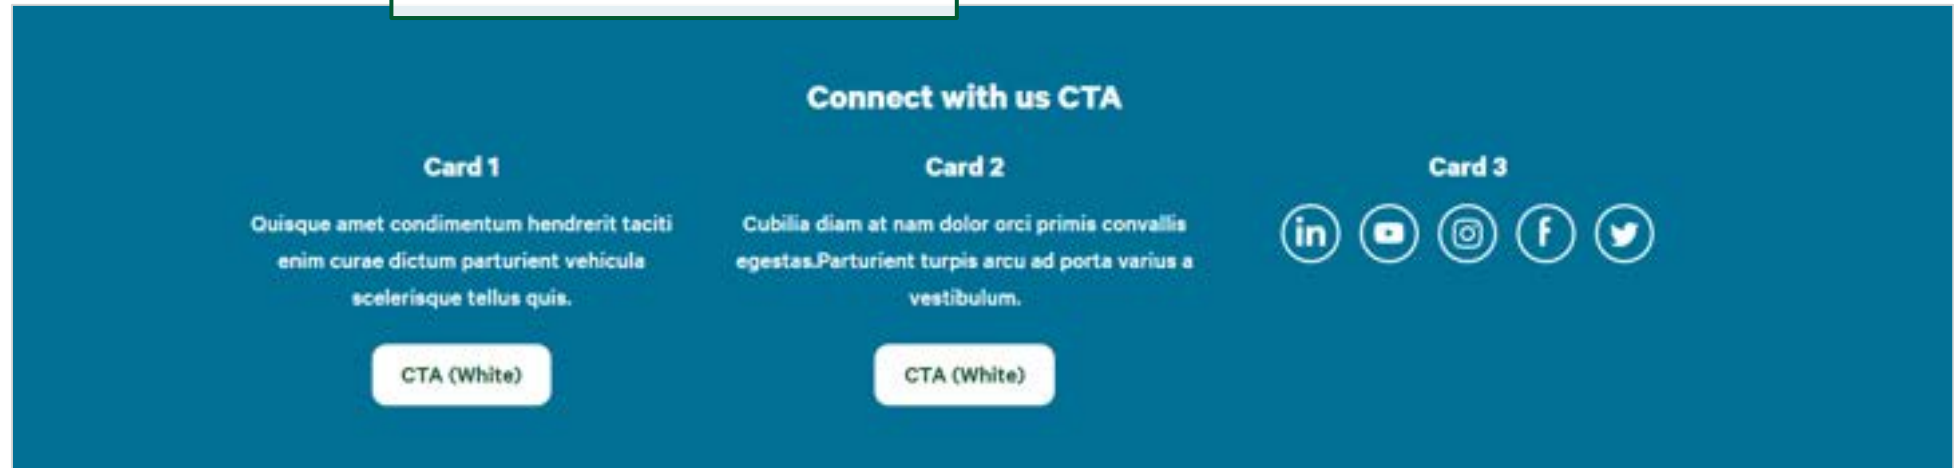 Connect with us CTA
Card 1
Quisque amet condimentum hendrerit taciti
enim curae dictum parturient vehicula
scelerisque tellus quis.
CTA (White)
Card 2
Cubilia diam at nam dolor orci primis convallis
egestas.Parturient turpis arcu ad porta varius a
vestibulum.
CTA (White)
Card 3
in
f